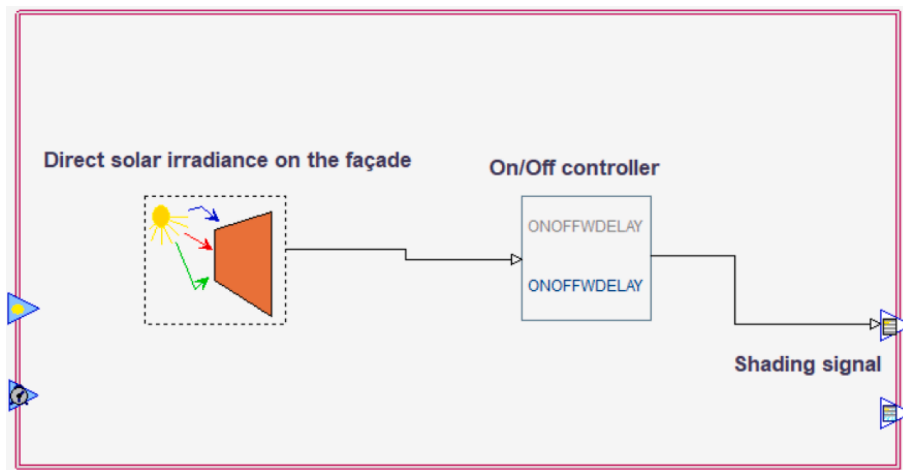 Direct solar irradiance on the façade
On/Off controller
ONOFFWDELAY
ONOFFWDELAY
Shading signal